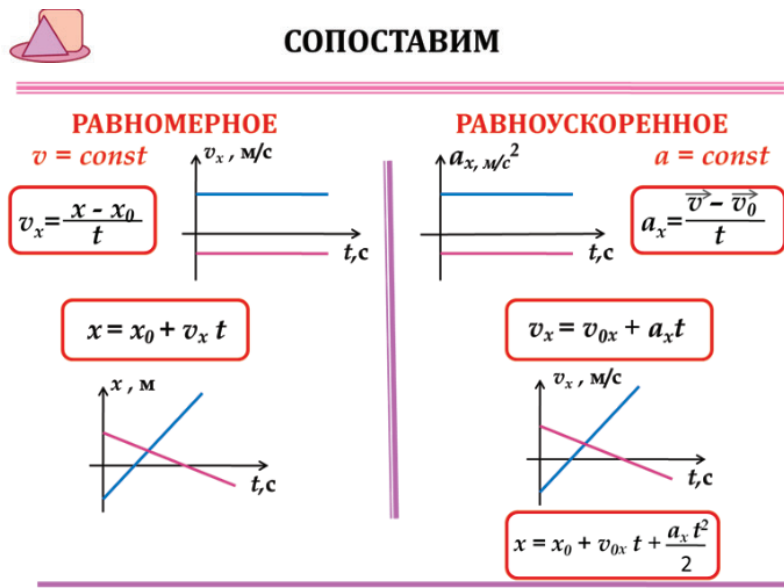 СОПОСТАВИМ
РАВНОМЕРНОЕ
v = const
vₓ , м/с
vₓ = (x - x₀)/t
t,с
x = x₀ + vₓ t
x , м
t,с
РАВНОУСКОРЕННОЕ
aₓ, м/с²
a = const
aₓ = (v⃗ – v⃗₀)/t
t,с
vₓ = v₀ₓ + aₓt
vₓ , м/с
t,с
x = x₀ + v₀ₓ t + aₓ t²/2